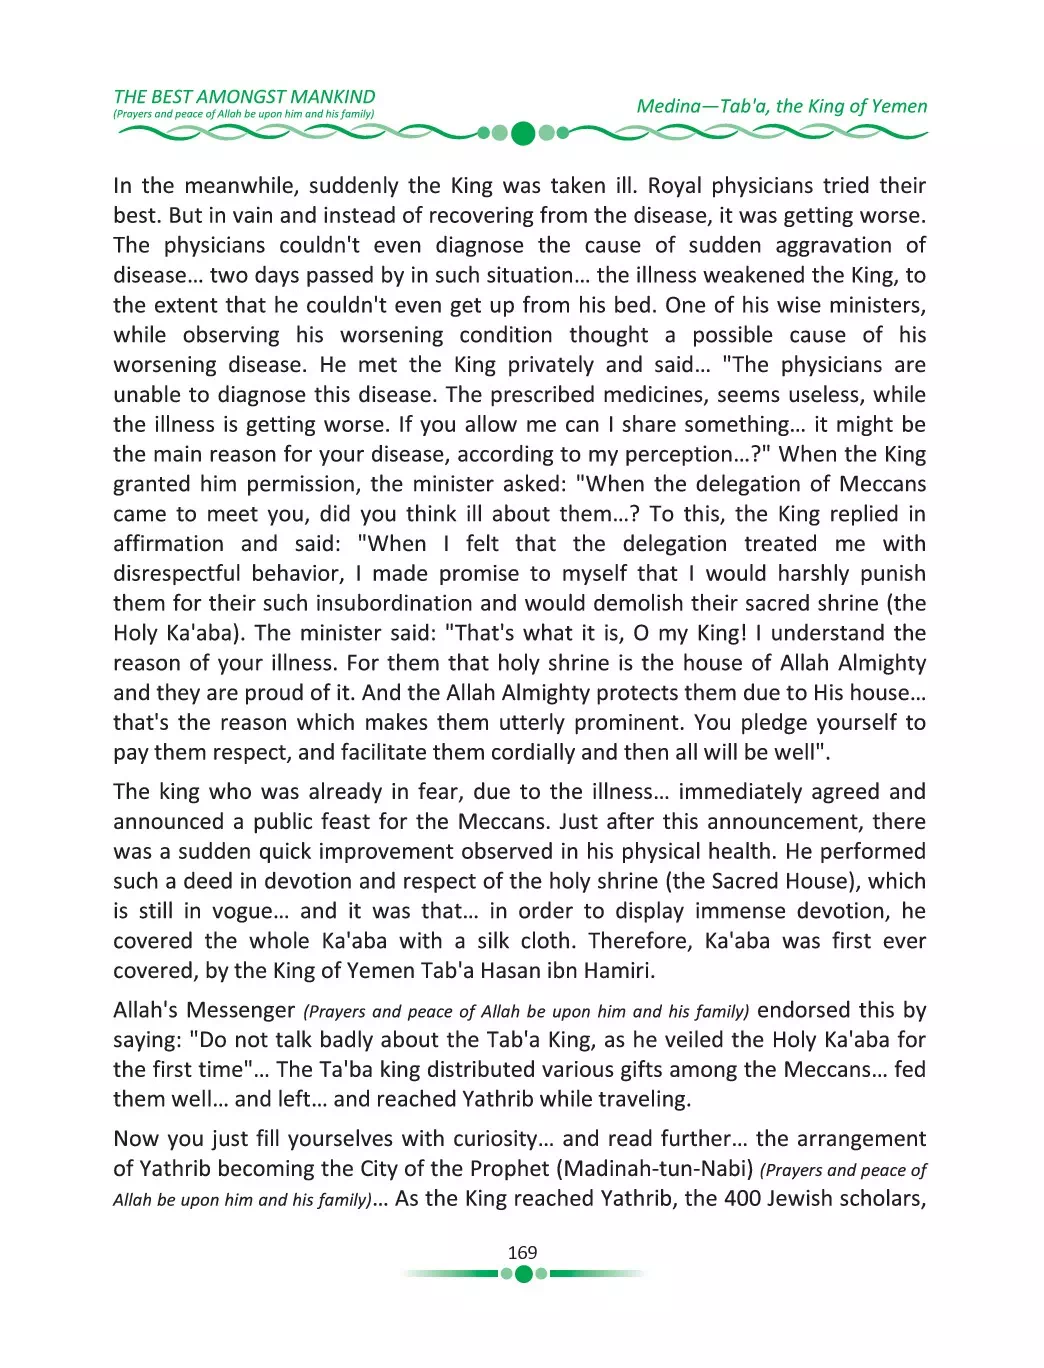 THE BEST AMONGST MANKIND
(Prayers and peace of Allah be upon him and his family)
Medina—Tab'a, the King of Yemen
In the meanwhile, suddenly the King was taken ill. Royal physicians tried their
best. But in vain and instead of recovering from the disease, it was getting worse.
The physicians couldn't even diagnose the cause of sudden aggravation of
disease… two days passed by in such situation… the illness weakened the King, to
the extent that he couldn't even get up from his bed. One of his wise ministers,
while observing his worsening condition thought a possible cause of his
worsening disease. He met the King privately and said… "The physicians are
unable to diagnose this disease. The prescribed medicines, seems useless, while
the illness is getting worse. If you allow me can I share something… it might be
the main reason for your disease, according to my perception…?" When the King
granted him permission, the minister asked: "When the delegation of Meccans
came to meet you, did you think ill about them…? To this, the King replied in
affirmation and said: "When I felt that the delegation treated me with
disrespectful behavior, I made promise to myself that I would harshly punish
them for their such insubordination and would demolish their sacred shrine (the
Holy Ka'aba). The minister said: "That's what it is, O my King! I understand the
reason of your illness. For them that holy shrine is the house of Allah Almighty
and they are proud of it. And the Allah Almighty protects them due to His house…
that's the reason which makes them utterly prominent. You pledge yourself to
pay them respect, and facilitate them cordially and then all will be well".
The king who was already in fear, due to the illness… immediately agreed and
announced a public feast for the Meccans. Just after this announcement, there
was a sudden quick improvement observed in his physical health. He performed
such a deed in devotion and respect of the holy shrine (the Sacred House), which
is still in vogue… and it was that… in order to display immense devotion, he
covered the whole Ka'aba with a silk cloth. Therefore, Ka'aba was first ever
covered, by the King of Yemen Tab'a Hasan ibn Hamiri.
Allah's Messenger (Prayers and peace of Allah be upon him and his family) endorsed this by
saying: "Do not talk badly about the Tab'a King, as he veiled the Holy Ka'aba for
the first time"… The Ta'ba king distributed various gifts among the Meccans… fed
them well… and left… and reached Yathrib while traveling.
Now you just fill yourselves with curiosity… and read further… the arrangement
of Yathrib becoming the City of the Prophet (Madinah-tun-Nabi) (Prayers and peace of
Allah be upon him and his family)… As the King reached Yathrib, the 400 Jewish scholars,
169